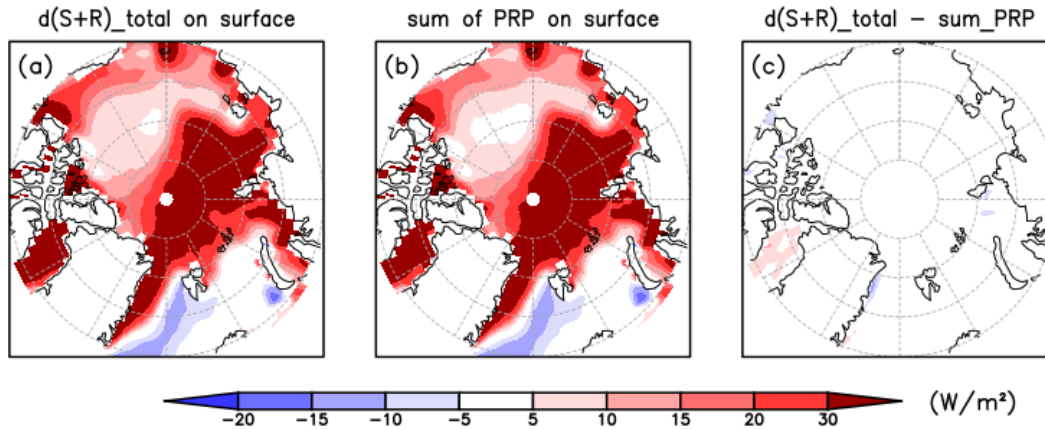 d(S+R)_total on surface
sum of PRP on surface
d(S+R)_total − sum_PRP
(a)
(b)
(c)
−20 −15 −10 −5 5 10 15 20 30
(W/m²)